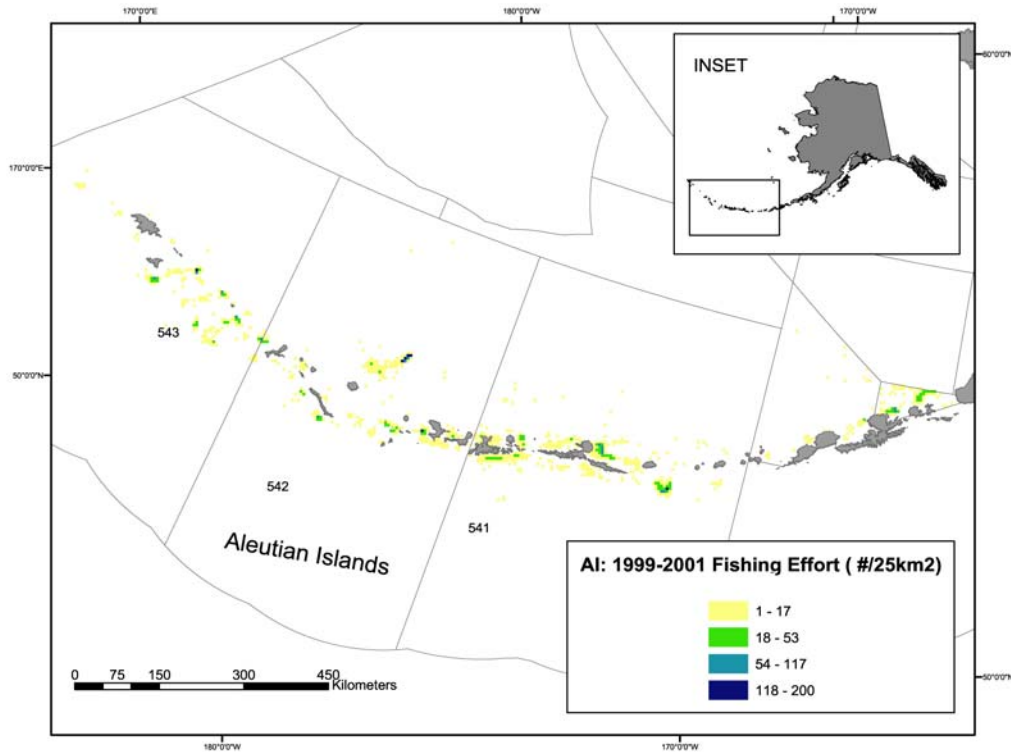 170°0'0"E
180°0'0"W
170°0'0"W
60°0'0"N
INSET
170°0'0"E
543
50°0'0"N
542
541
Aleutian Islands
AI: 1999-2001 Fishing Effort ( #/25km2)
1 - 17
18 - 53
54 - 117
118 - 200
0 75 150 300 450
Kilometers
50°0'0"N
180°0'0"W
170°0'0"W